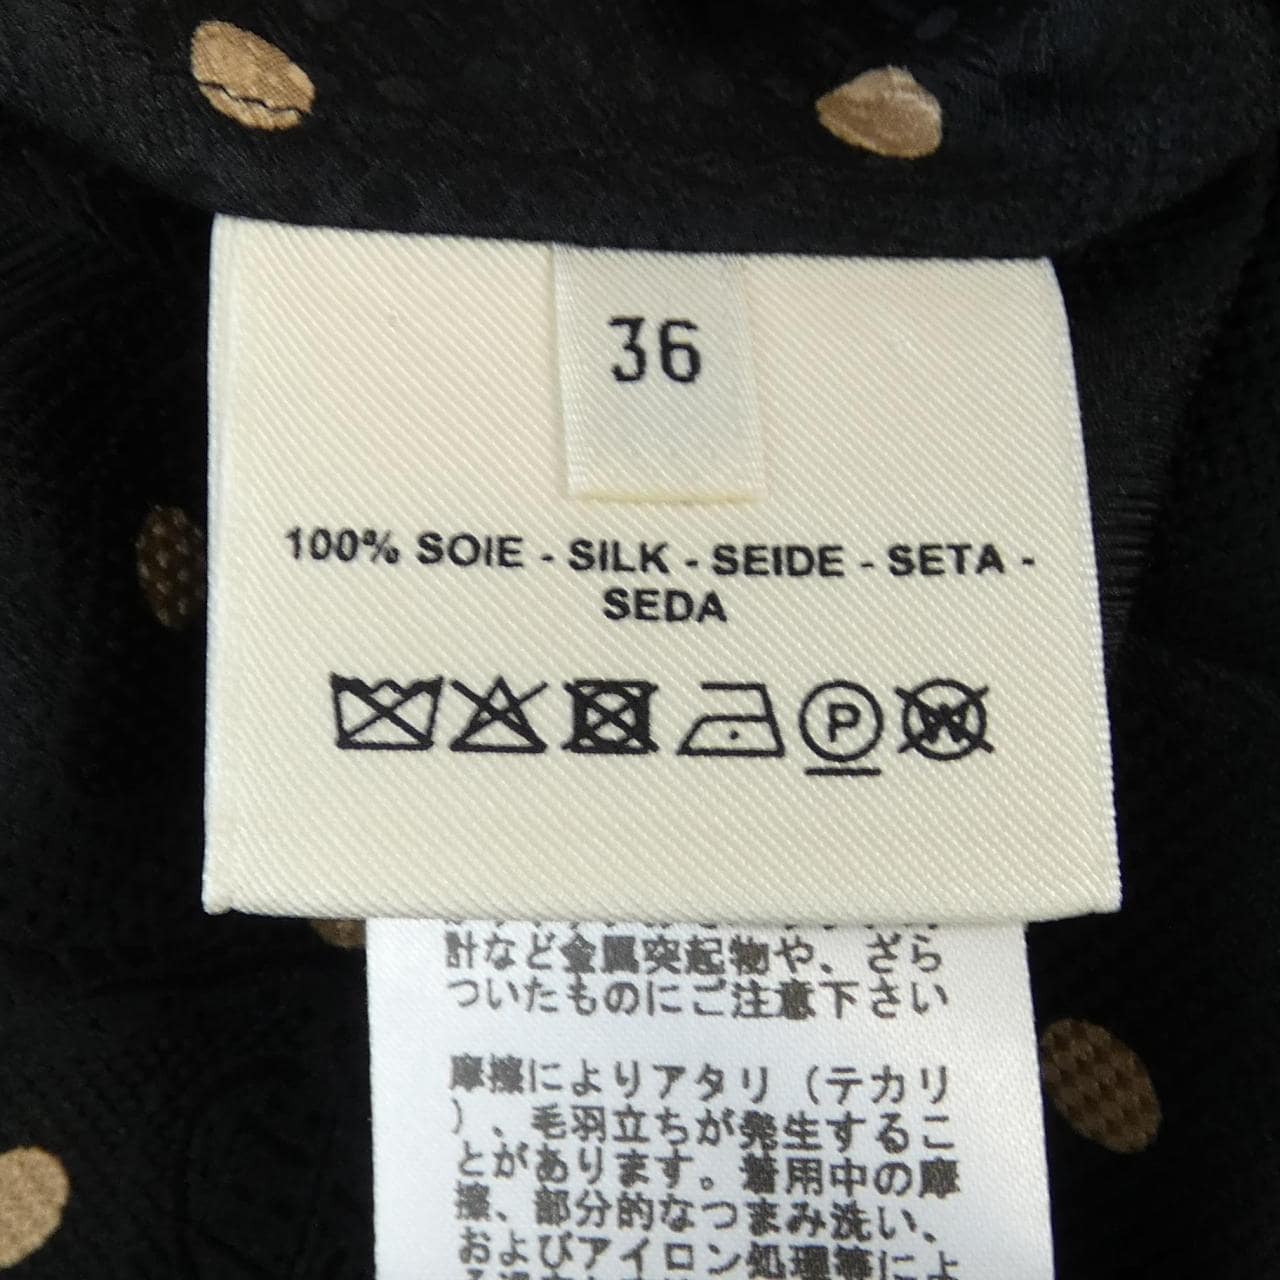 36
100% SOIE - SILK - SEIDE - SETA -
SEDA
P
W
計など金属突起物や、ざら
ついたものにご注意下さい
摩擦によりアタリ（テカリ
）、毛羽立ちが発生するこ
とがあります。着用中の摩
擦、部分的なつまみ洗い、
およびアイロン処理等によ